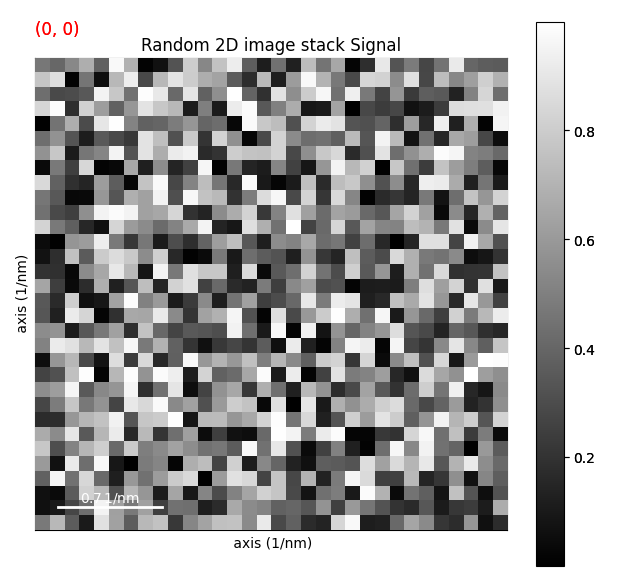 (0, 0)
Random 2D image stack Signal
axis (1/nm)
0.7 1/nm
axis (1/nm)
0.8
0.6
0.4
0.2